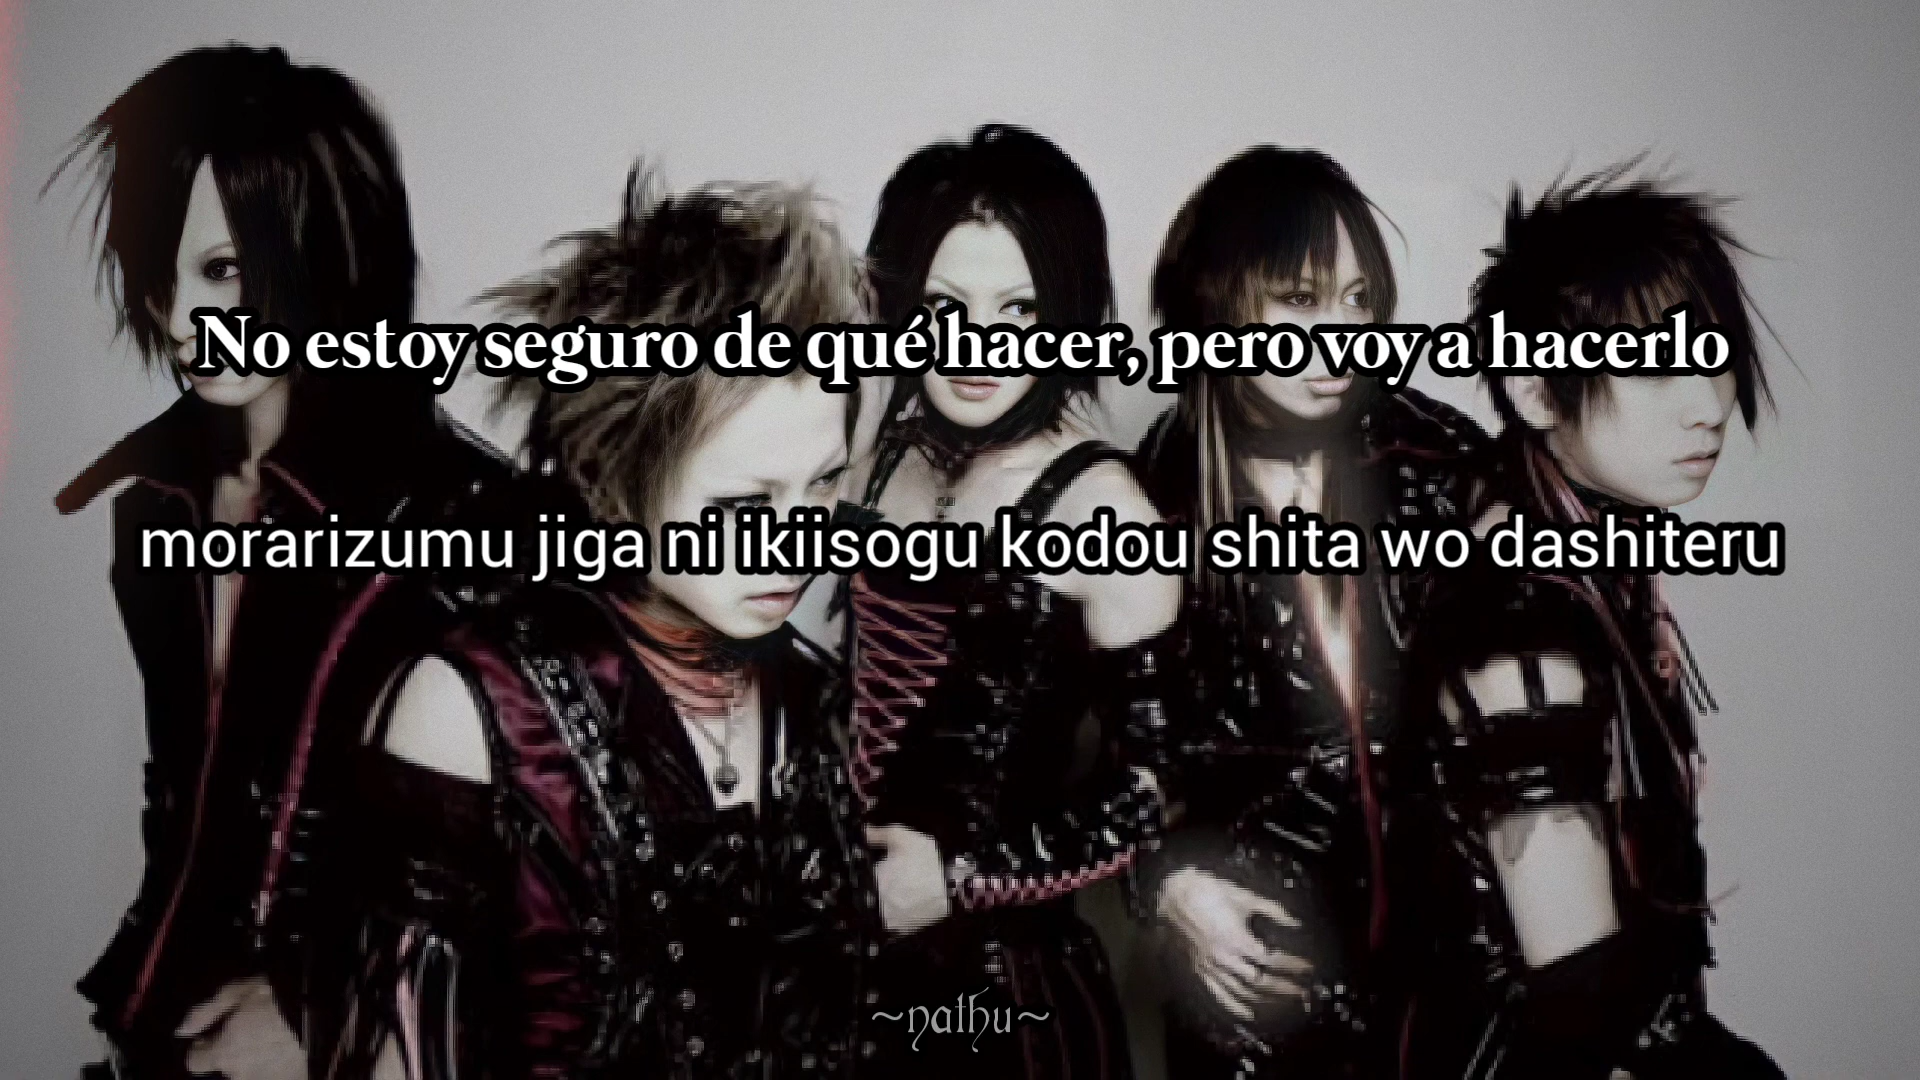 No estoy seguro de qué hacer, pero voy a hacerlo
morarizumu jiga ni ikiisogu kodou shita wo dashiteru
~nathu~